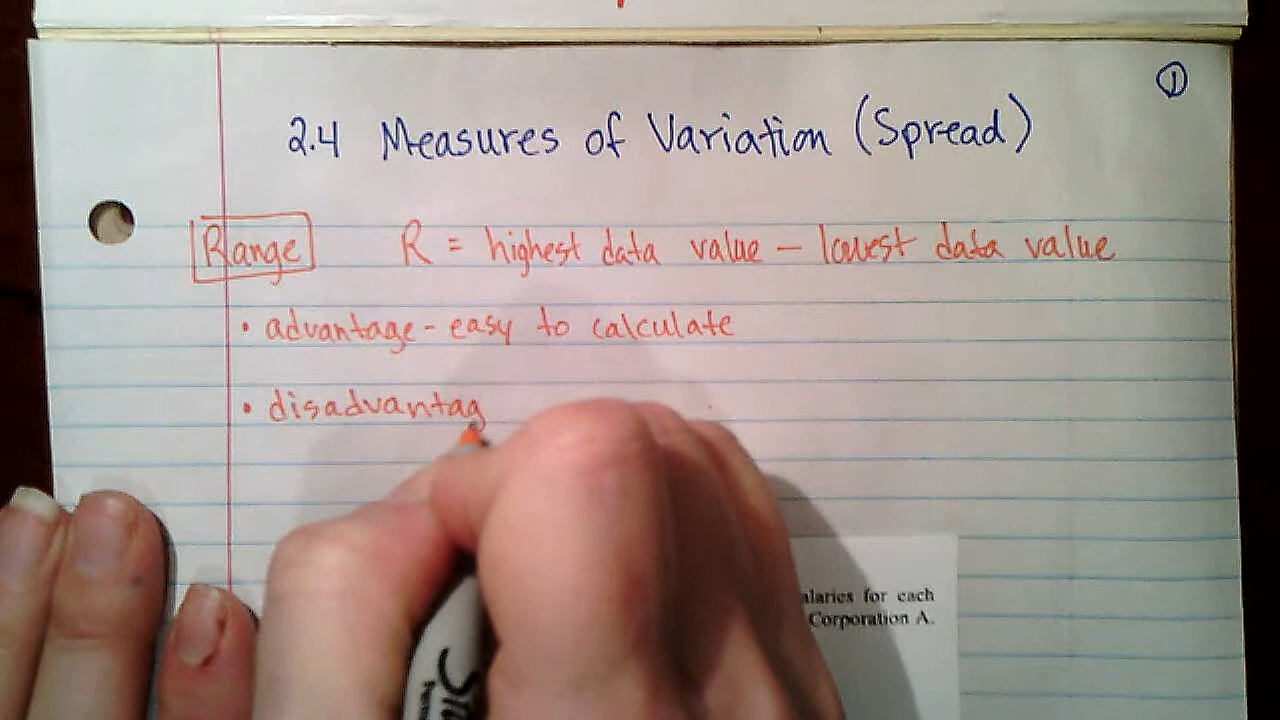 ①
2.4 Measures of Variation (Spread)
Range R = highest data value - lowest data value
• advantage - easy to calculate
• disadvantag
alaries for each
Corporation A.